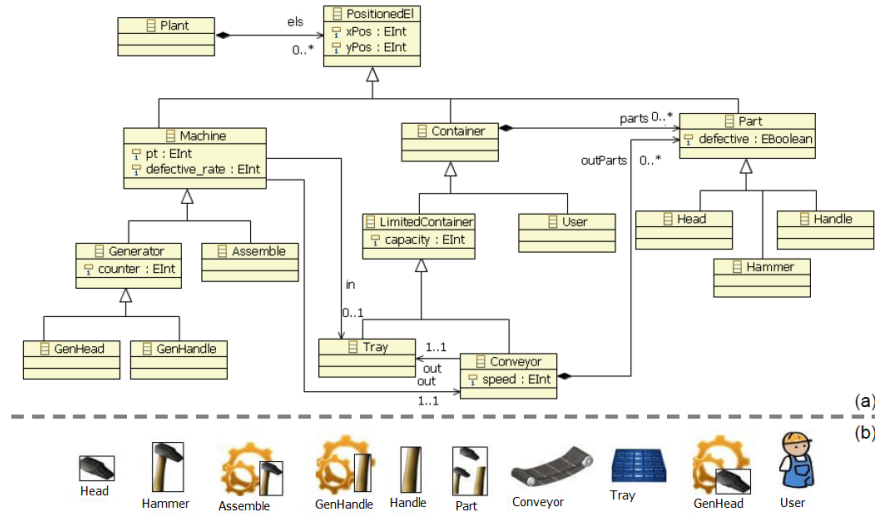 Plant
els
0..*
PositionedEl
xPos : EInt
yPos : EInt
Machine
pt : EInt
defective_rate : EInt
Container
parts 0..*
Part
defective : EBoolean
outParts 0..*
Generator
counter : EInt
Assemble
LimitedContainer
capacity : EInt
User
Head
Handle
Hammer
in
0..1
GenHead
GenHandle
Tray
1..1
out
out
1..1
Conveyor
speed : EInt
(a)
(b)
Head
Hammer
Assemble
GenHandle
Handle
Part
Conveyor
Tray
GenHead
User